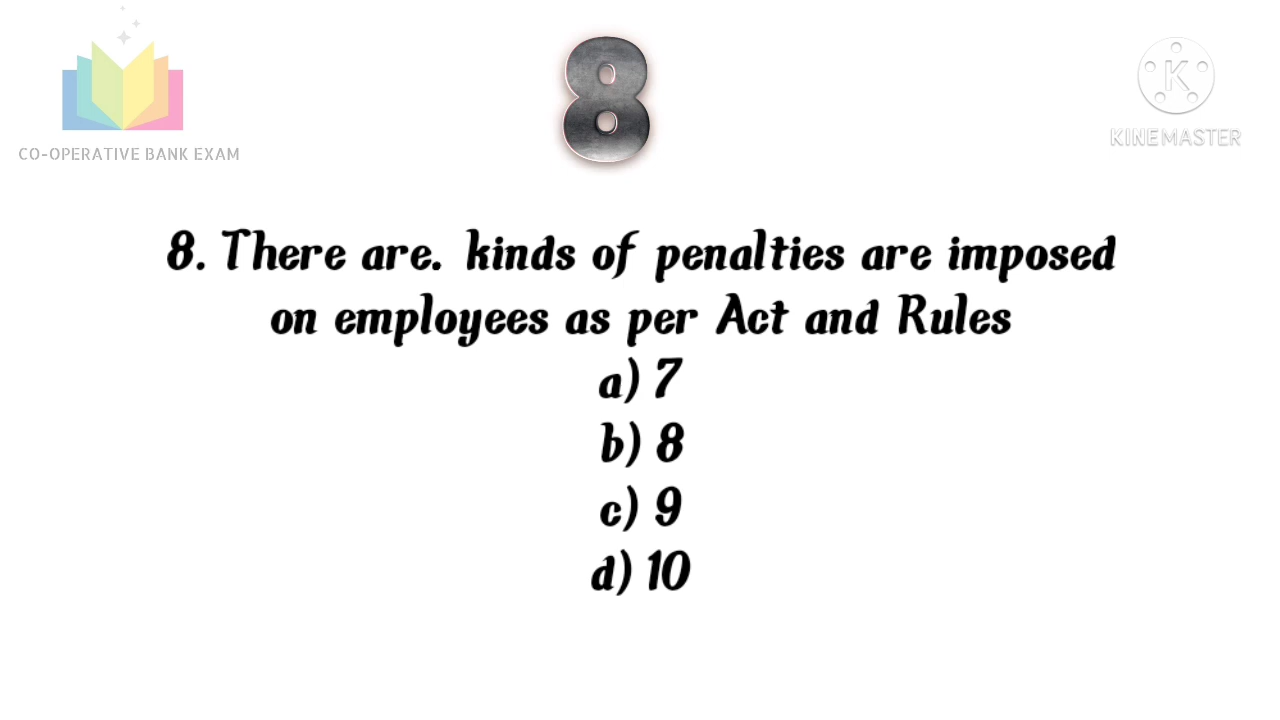 8
CO-OPERATIVE BANK EXAM
K
KINEMASTER
8. There are. kinds of penalties are imposed
on employees as per Act and Rules
a) 7
b) 8
c) 9
d) 10